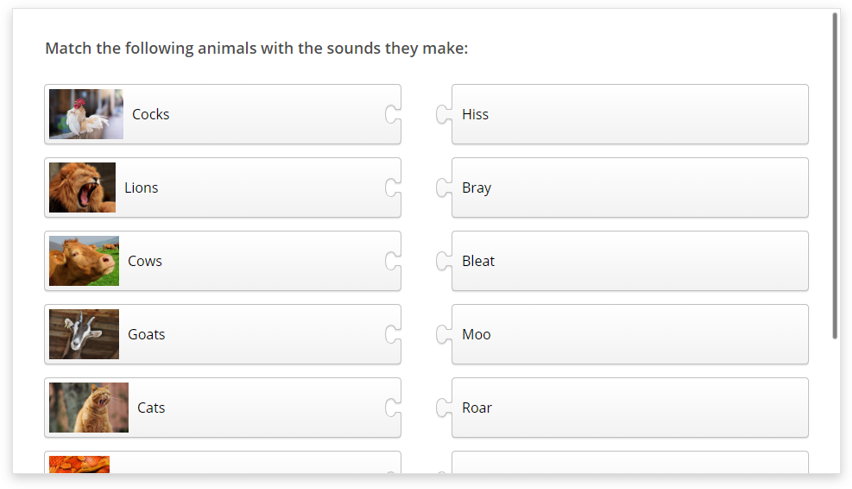 Match the following animals with the sounds they make:
Cocks
Hiss
Lions
Bray
Cows
Bleat
Goats
Moo
Cats
Roar